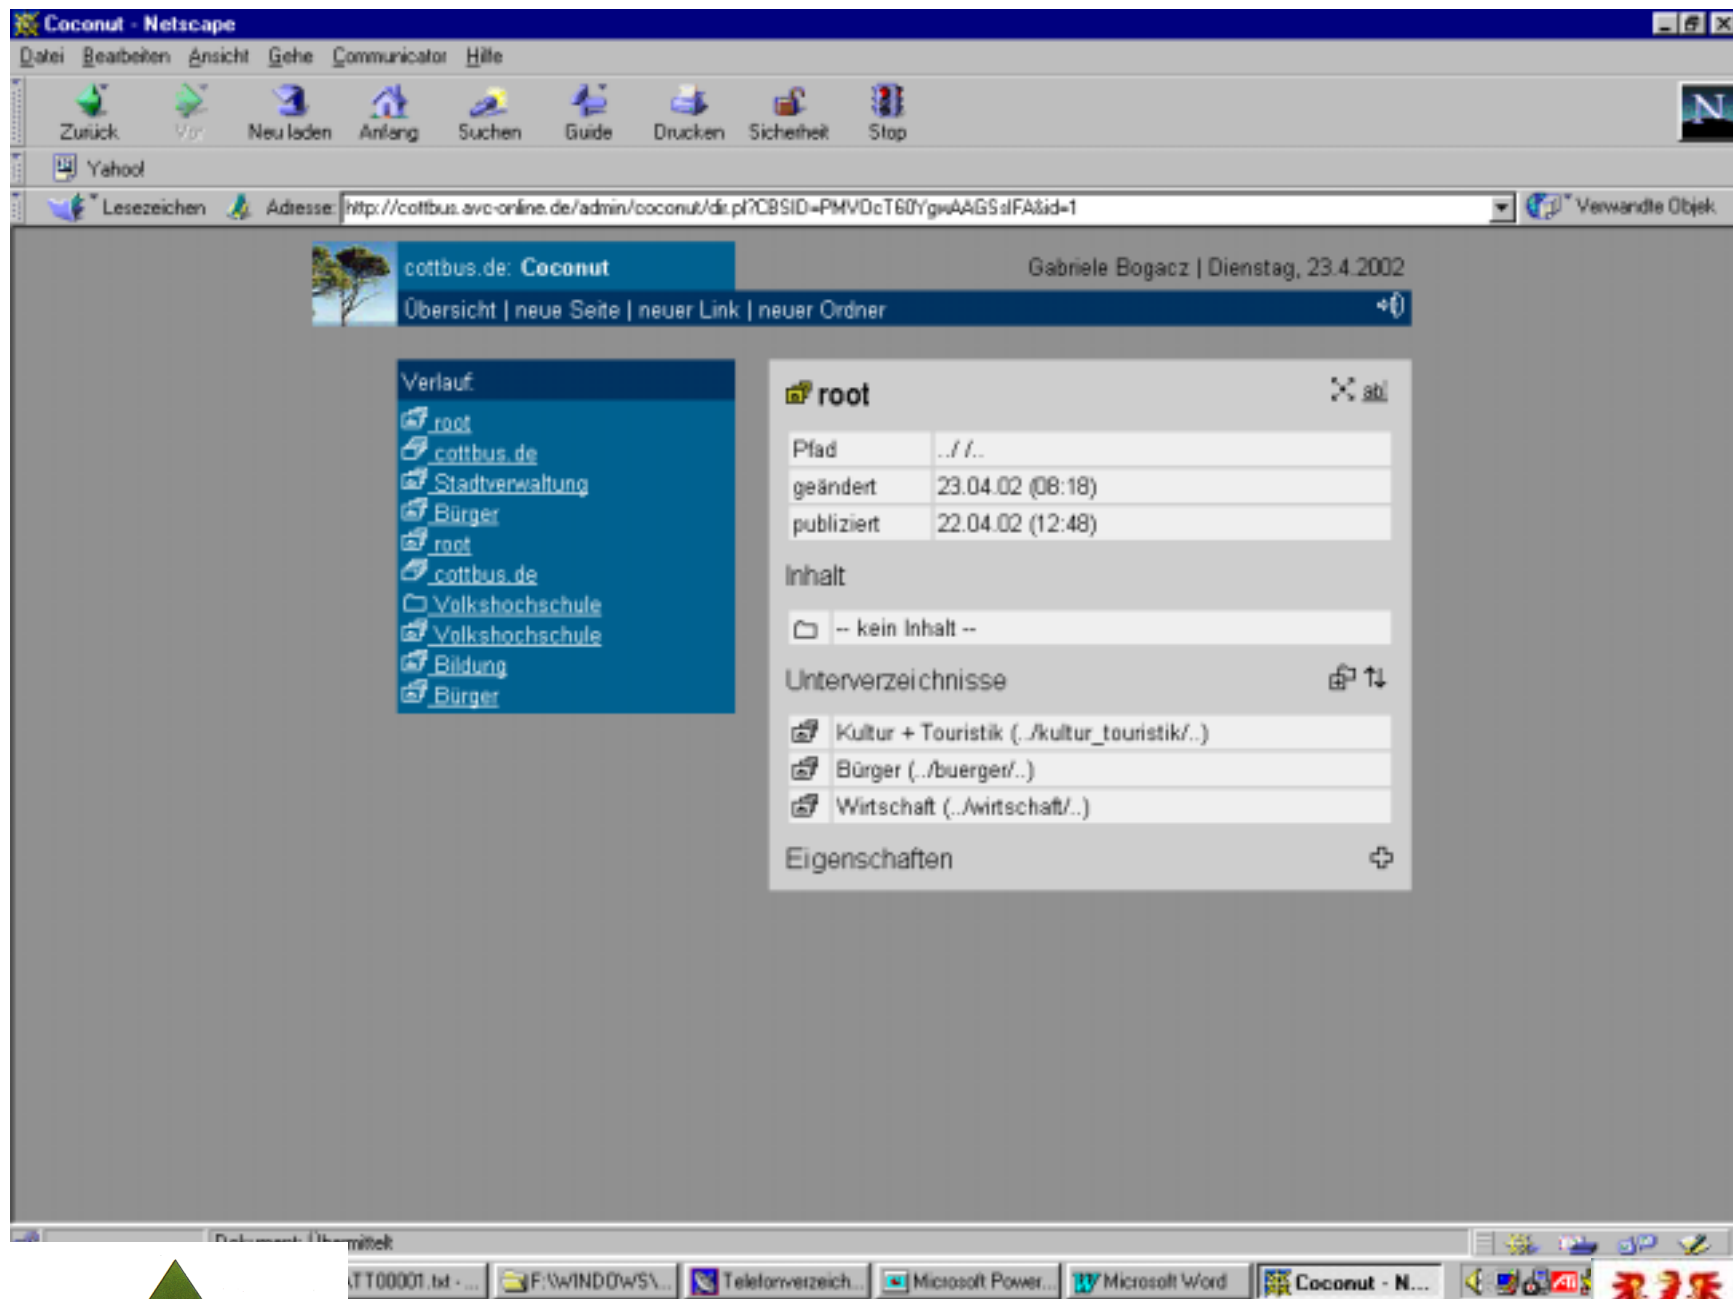 Coconut - Netscape
Datei Bearbeiten Ansicht Gehe Communicator Hilfe
Zurück Vor Neu laden Anfang Suchen Guide Drucken Sicherheit Stop
N
Yahoo!
Lesezeichen Adresse: http://cottbus.avc-online.de/admin/coconut/dir.pl?CBSID=PMVOcT60YgwAAGSsIFA&id=1 Verwandte Objek
cottbus.de: Coconut Gabriele Bogacz | Dienstag, 23.4.2002
Übersicht | neue Seite | neuer Link | neuer Ordner
Verlauf:
root
cottbus.de
Stadtverwaltung
Bürger
root
cottbus.de
Volkshochschule
Volkshochschule
Bildung
Bürger
root abl
Pfad ../ /..
geändert 23.04.02 (08:18)
publiziert 22.04.02 (12:48)
Inhalt
-- kein Inhalt --
Unterverzeichnisse
Kultur + Touristik (../kultur_touristik/..)
Bürger (../buerger/..)
Wirtschaft (../wirtschaft/..)
Eigenschaften
Dokument: Übermittelt
TT00001.txt - ... F:\WINDOWS\... Telefonverzeich... Microsoft Power... Microsoft Word Coconut - N... ATI